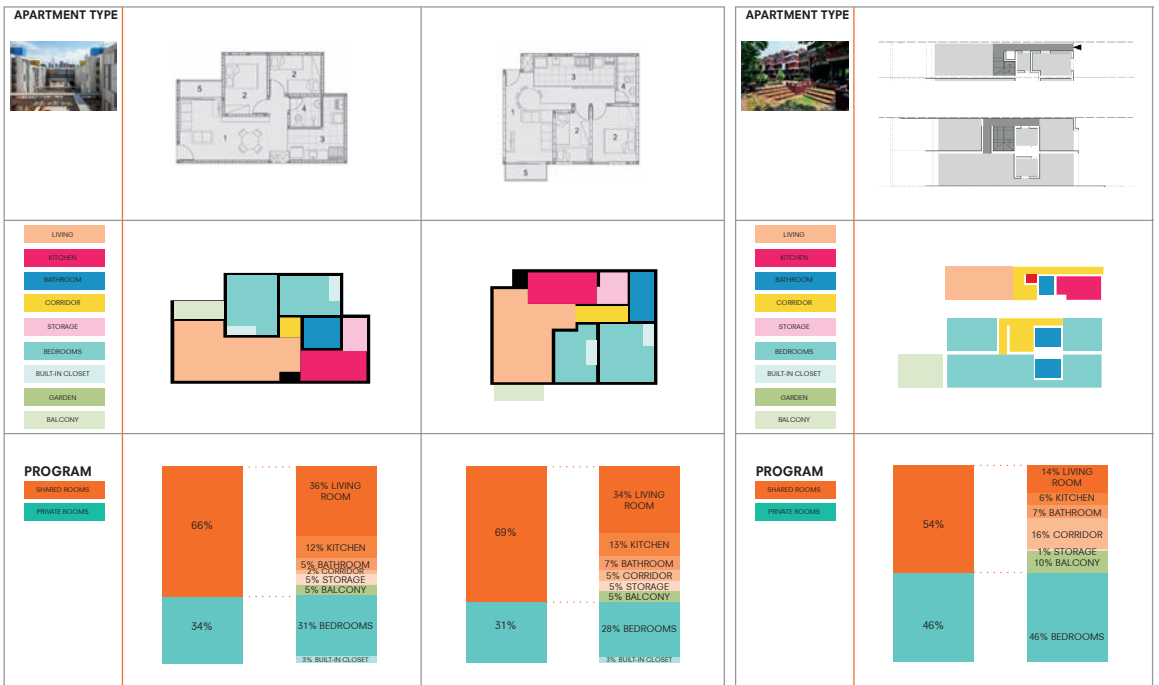 APARTMENT TYPE
5
2
2
4
1
3
3
4
1
2
2
5
LIVING
KITCHEN
BATHROOM
CORRIDOR
STORAGE
BEDROOMS
BUILT-IN CLOSET
GARDEN
BALCONY
PROGRAM
SHARED ROOMS
PRIVATE ROOMS
66%
34%
36% LIVING
ROOM
12% KITCHEN
5% BATHROOM
2% CORRIDOR
5% STORAGE
5% BALCONY
31% BEDROOMS
3% BUILT-IN CLOSET
69%
31%
34% LIVING
ROOM
13% KITCHEN
7% BATHROOM
5% CORRIDOR
5% STORAGE
5% BALCONY
28% BEDROOMS
3% BUILT-IN CLOSET
APARTMENT TYPE
LIVING
KITCHEN
BATHROOM
CORRIDOR
STORAGE
BEDROOMS
BUILT-IN CLOSET
GARDEN
BALCONY
PROGRAM
SHARED ROOMS
PRIVATE ROOMS
54%
46%
14% LIVING
ROOM
6% KITCHEN
7% BATHROOM
16% CORRIDOR
1% STORAGE
10% BALCONY
46% BEDROOMS